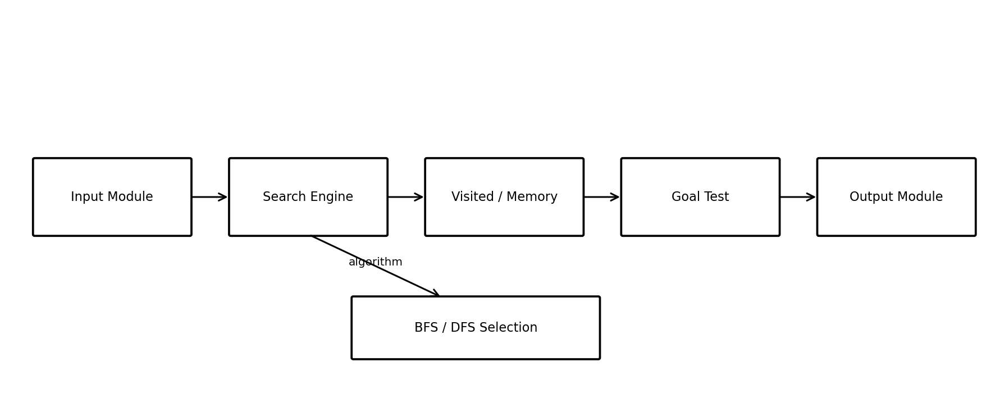 Input Module
Search Engine
Visited / Memory
Goal Test
Output Module
algorithm
BFS / DFS Selection